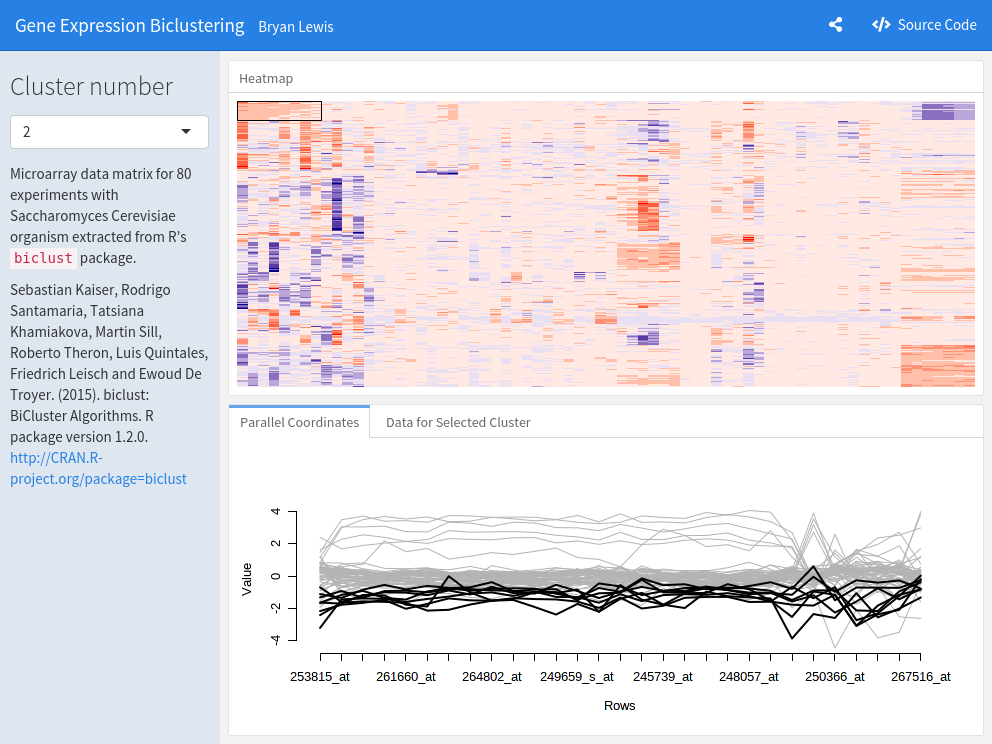 Gene Expression Biclustering Bryan Lewis Source Code
Cluster number
2
Microarray data matrix for 80
experiments with
Saccharomyces Cerevisiae
organism extracted from R's
biclust package.
Sebastian Kaiser, Rodrigo
Santamaria, Tatsiana
Khamiakova, Martin Sill,
Roberto Theron, Luis Quintales,
Friedrich Leisch and Ewoud De
Troyer. (2015). biclust:
BiCluster Algorithms. R
package version 1.2.0.
http://CRAN.R-
project.org/package=biclust
Heatmap
Parallel Coordinates Data for Selected Cluster
Value
4
2
0
-2
-4
253815_at 261660_at 264802_at 249659_s_at 245739_at 248057_at 250366_at 267516_at
Rows